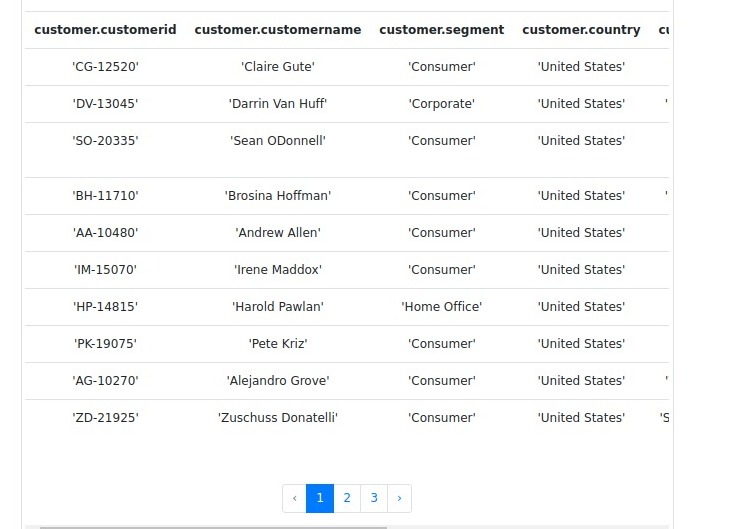 customer.customerid customer.customername customer.segment customer.country
'CG-12520' 'Claire Gute' 'Consumer' 'United States'
'DV-13045' 'Darrin Van Huff' 'Corporate' 'United States' '
'SO-20335' 'Sean ODonnell' 'Consumer' 'United States'
'BH-11710' 'Brosina Hoffman' 'Consumer' 'United States' '
'AA-10480' 'Andrew Allen' 'Consumer' 'United States'
'IM-15070' 'Irene Maddox' 'Consumer' 'United States'
'HP-14815' 'Harold Pawlan' 'Home Office' 'United States'
'PK-19075' 'Pete Kriz' 'Consumer' 'United States'
'AG-10270' 'Alejandro Grove' 'Consumer' 'United States' '
'ZD-21925' 'Zuschuss Donatelli' 'Consumer' 'United States' 'S
‹ 1 2 3 ›